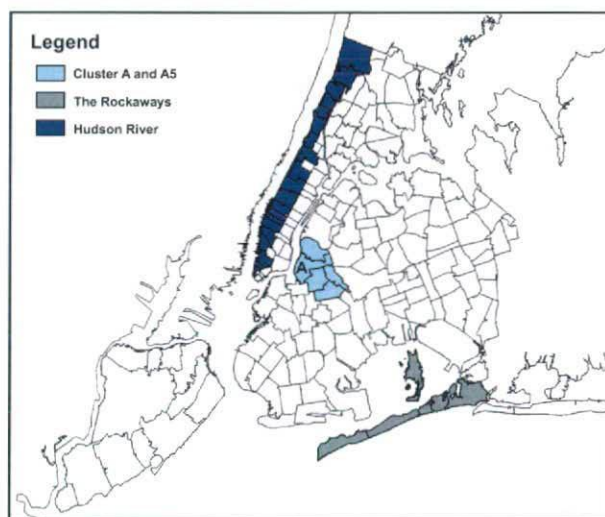 Legend
Cluster A and A5
The Rockaways
Hudson River
A